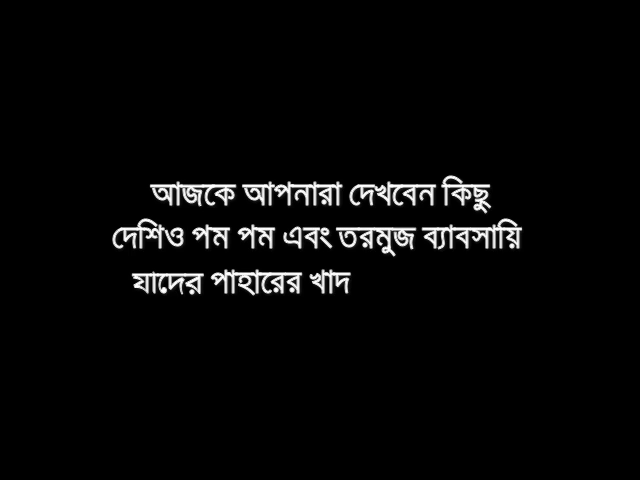 আজকে আপনারা দেখবেন কিছু
দেশিও পম পম এবং তরমুজ ব্যাবসায়ি
যাদের পাহারের খাদ